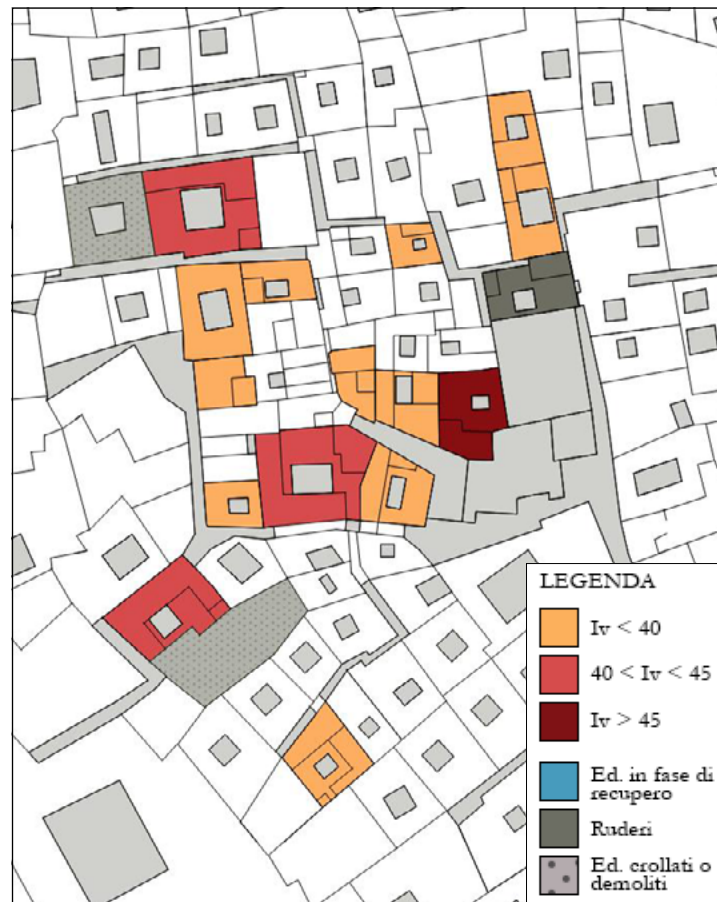 LEGENDA
Iv < 40
40 < Iv < 45
Iv > 45
Ed. in fase di
recupero
Ruderi
Ed. crollati o
demoliti